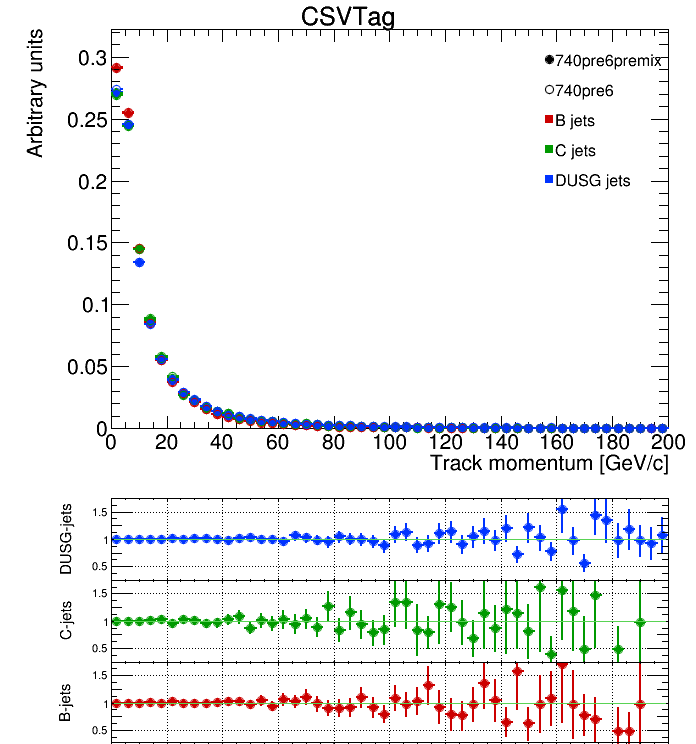 CSVTag
Arbitrary units
0.3
0.25
0.2
0.15
0.1
0.05
0
740pre6premix
740pre6
B jets
C jets
DUSG jets
0 20 40 60 80 100 120 140 160 180 200
Track momentum [GeV/c]
DUSG-jets
1.5
1
0.5
C-jets
1.5
1
0.5
B-jets
1.5
1
0.5